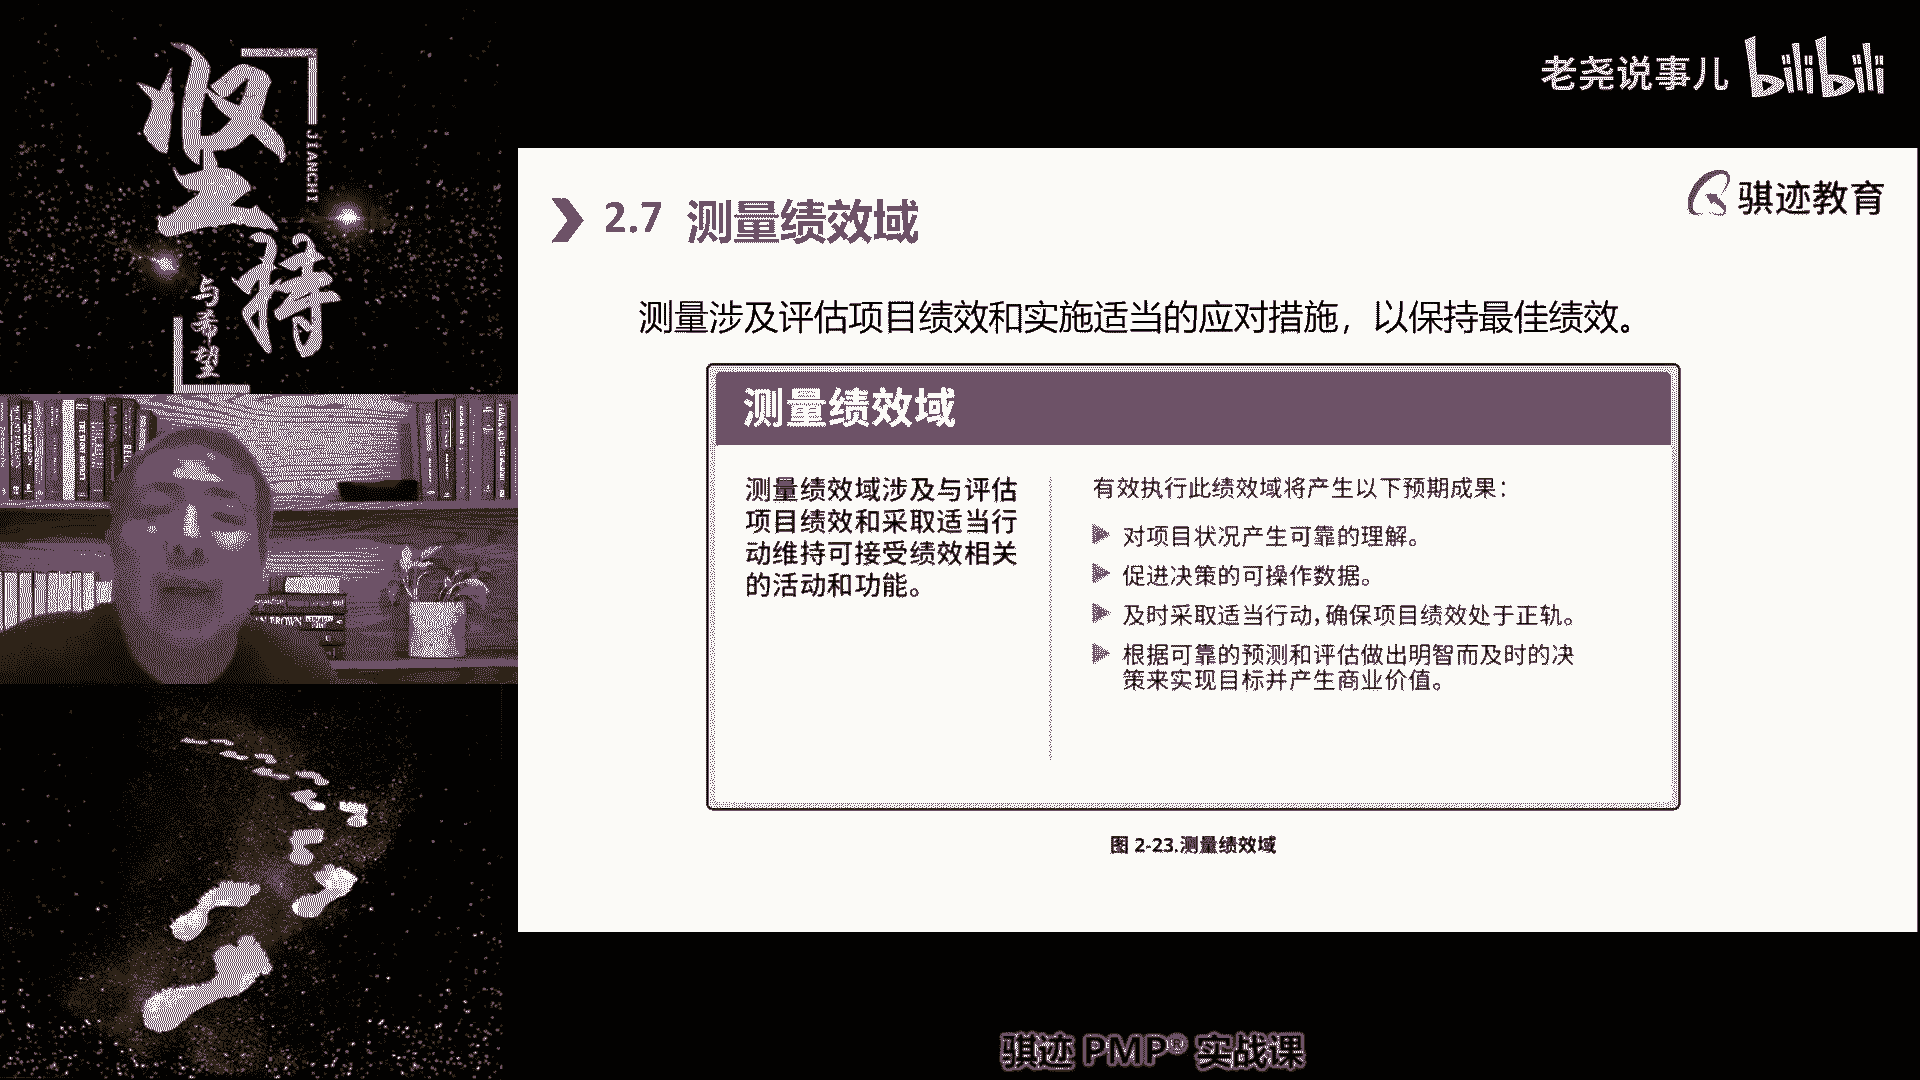 坚持
JIANCHI
与希望
老尧说事儿 bilibili
骐迹教育
2.7 测量绩效域
测量涉及评估项目绩效和实施适当的应对措施，以保持最佳绩效。
测量绩效域
测量绩效域涉及与评估
项目绩效和采取适当行
动维持可接受绩效相关
的活动和功能。
有效执行此绩效域将产生以下预期成果：
对项目状况产生可靠的理解。
促进决策的可操作数据。
及时采取适当行动，确保项目绩效处于正轨。
根据可靠的预测和评估做出明智而及时的决
策来实现目标并产生商业价值。
图 2-23.测量绩效域
骐迹 PMP® 实战课